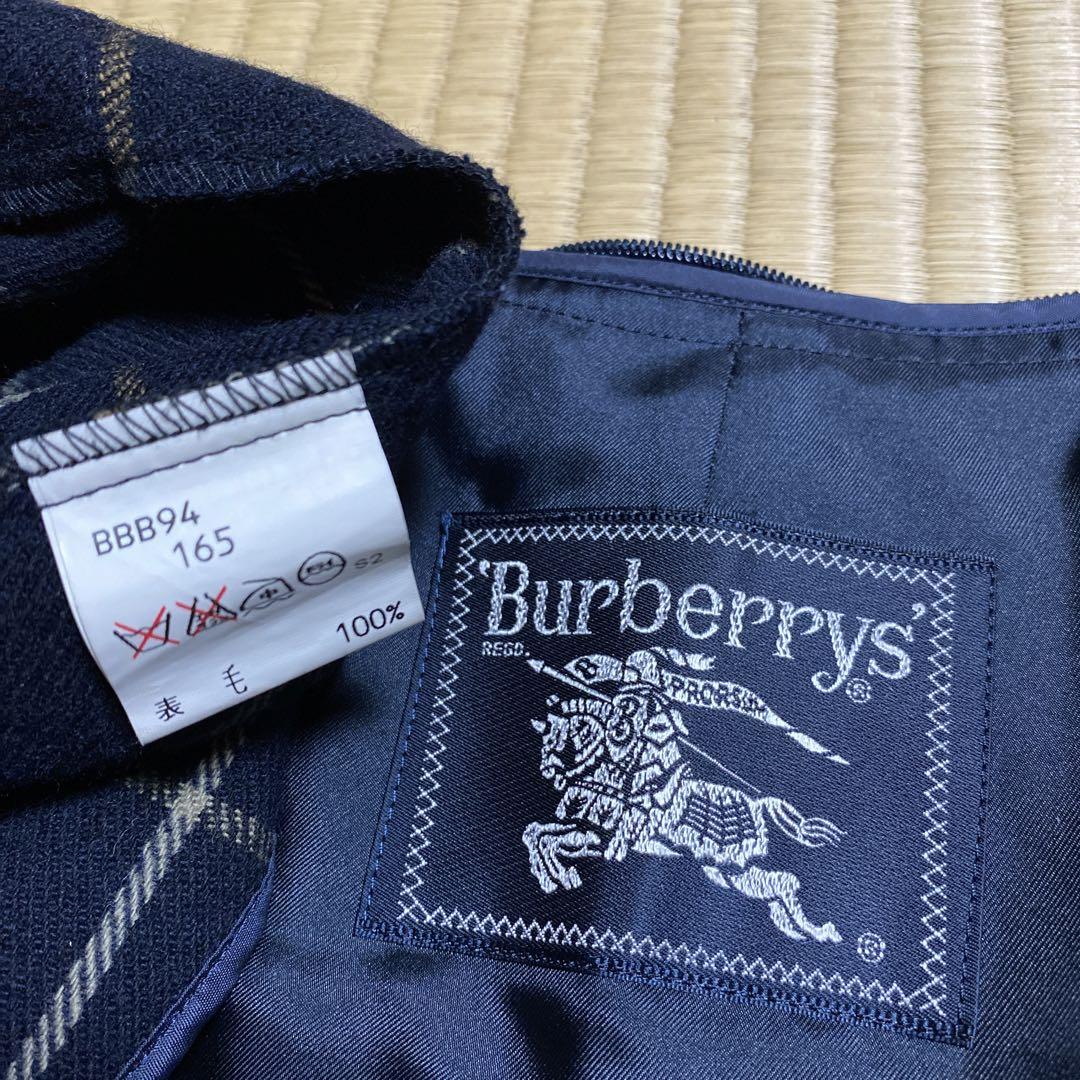 BBB94
165
S2
100%
表 毛
'Burberrys'®
REGD.
B PRORSUM
®